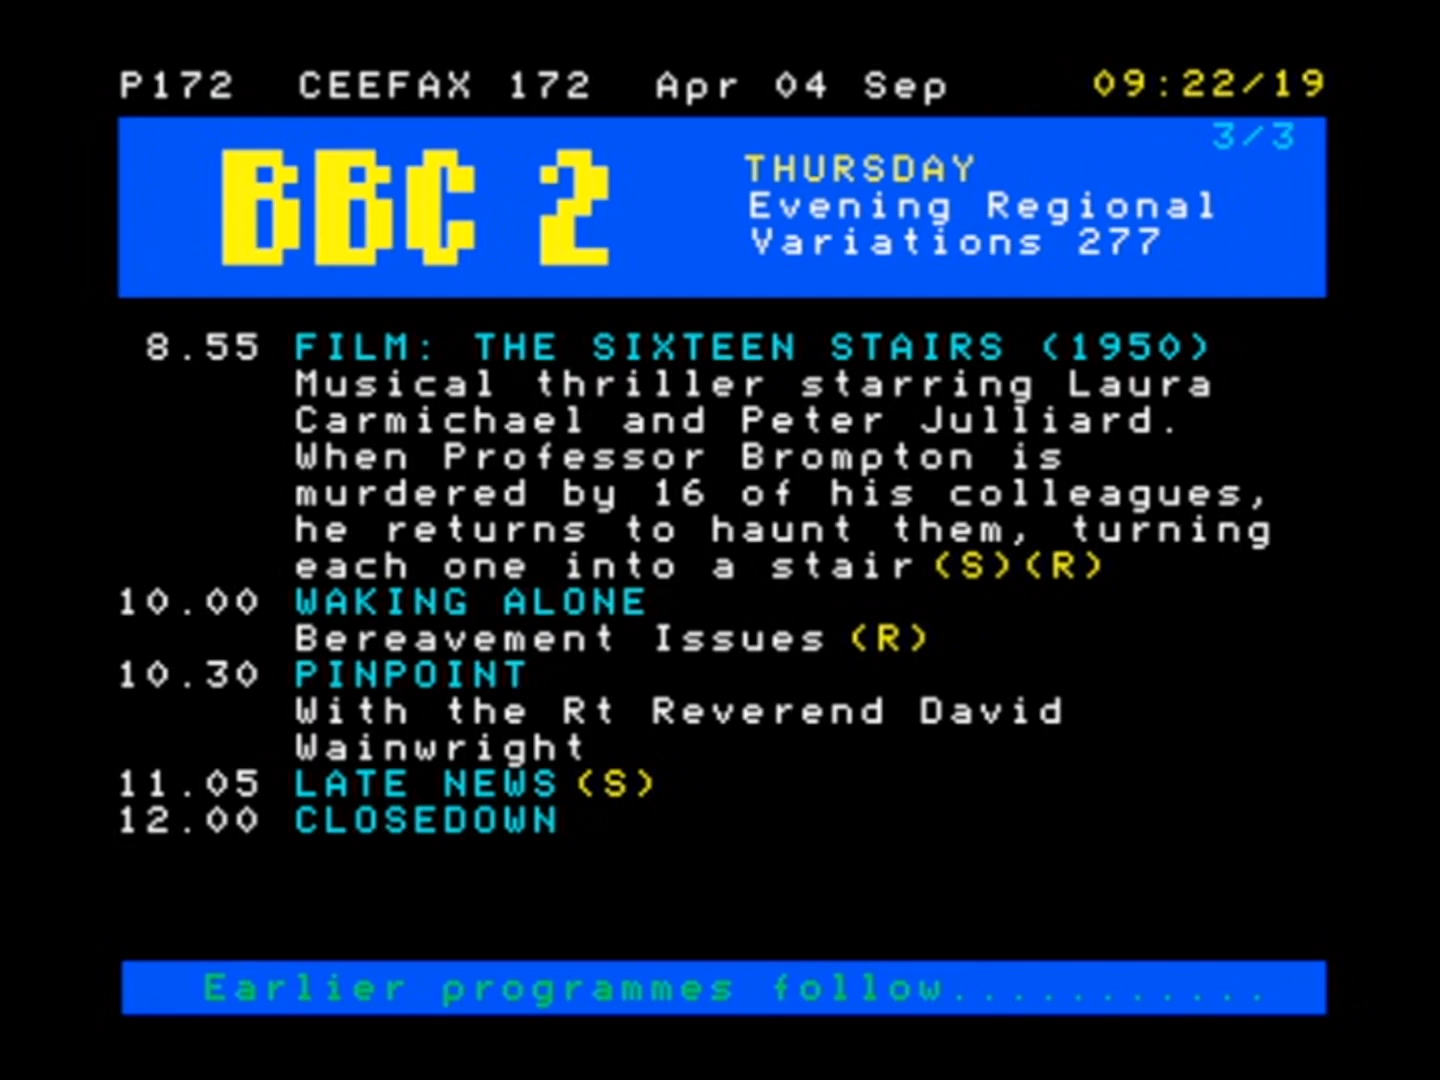 P172 CEEFAX 172 Apr 04 Sep 09:22/19
3/3
BBC 2
THURSDAY
Evening Regional
Variations 277
8.55 FILM: THE SIXTEEN STAIRS (1950)
Musical thriller starring Laura
Carmichael and Peter Julliard.
When Professor Brompton is
murdered by 16 of his colleagues,
he returns to haunt them, turning
each one into a stair (S)(R)
10.00 WAKING ALONE
Bereavement Issues (R)
10.30 PINPOINT
With the Rt Reverend David
Wainwright
11.05 LATE NEWS (S)
12.00 CLOSEDOWN
Earlier programmes follow...........